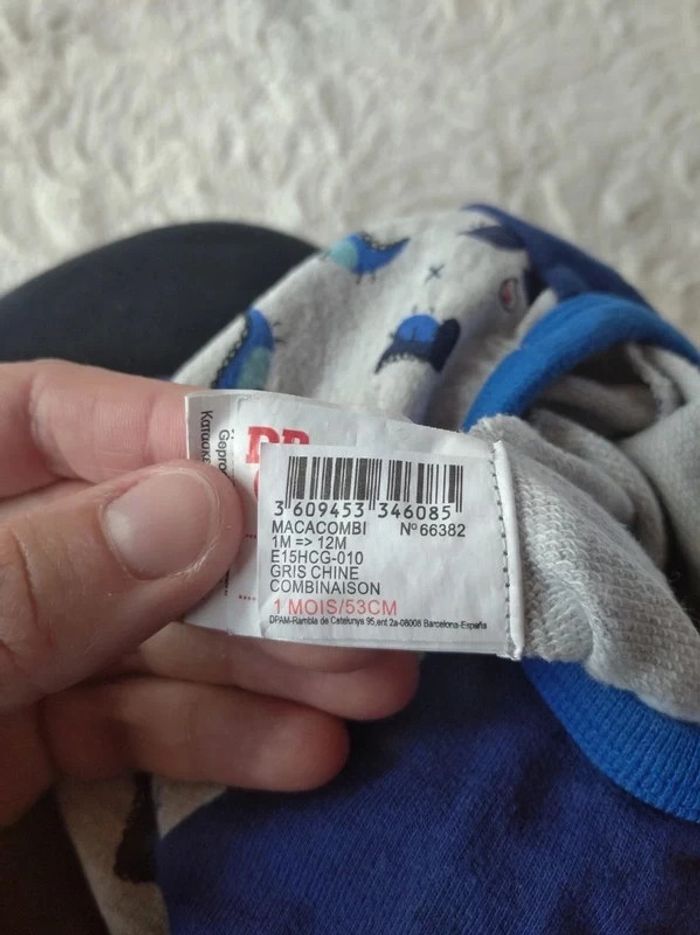 3 609453 346085
MACACOMBI N° 66382
1M => 12M
E15HCG-010
GRIS CHINE
COMBINAISON
1 MOIS/53CM
DPAM-Rambla de Catalunya 95,ent 2a-08008 Barcelona-España